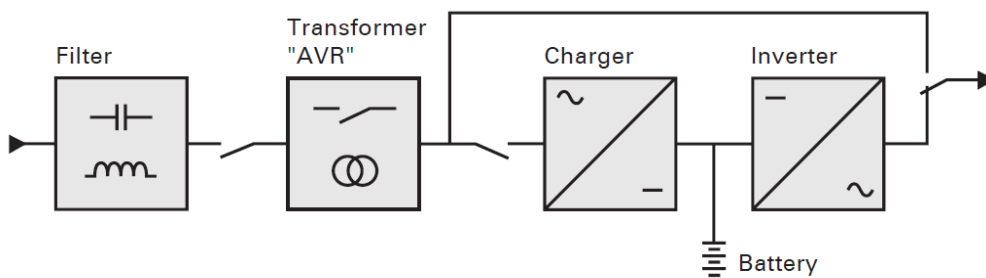 Filter
Transformer
"AVR"
Charger
Inverter
Battery